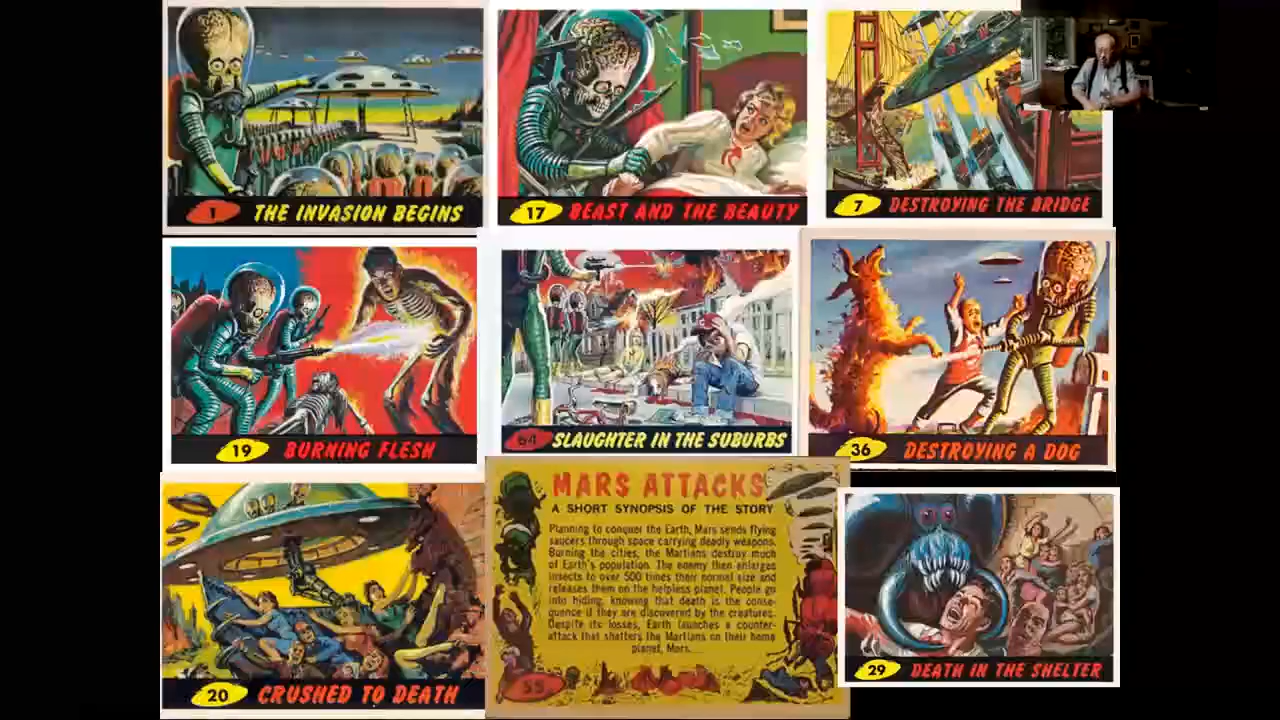 1 THE INVASION BEGINS
17 BEAST AND THE BEAUTY
7 DESTROYING THE BRIDGE
19 BURNING FLESH
64 SLAUGHTER IN THE SUBURBS
36 DESTROYING A DOG
20 CRUSHED TO DEATH
MARS ATTACKS
A SHORT SYNOPSIS OF THE STORY
Planning to conquer the Earth, Mars sends flying
saucers through space carrying deadly weapons.
Burning the cities, the Martians destroy much
of Earth's population. The enemy then enlarges
insects to over 500 times their normal size and
releases them on the helpless planet. People go
into hiding, knowing that death is the conse-
quence if they are discovered by the creatures.
Despite its losses, Earth launches a counter-
attack that shatters the Martians on their home
planet, Mars....
55
29 DEATH IN THE SHELTER